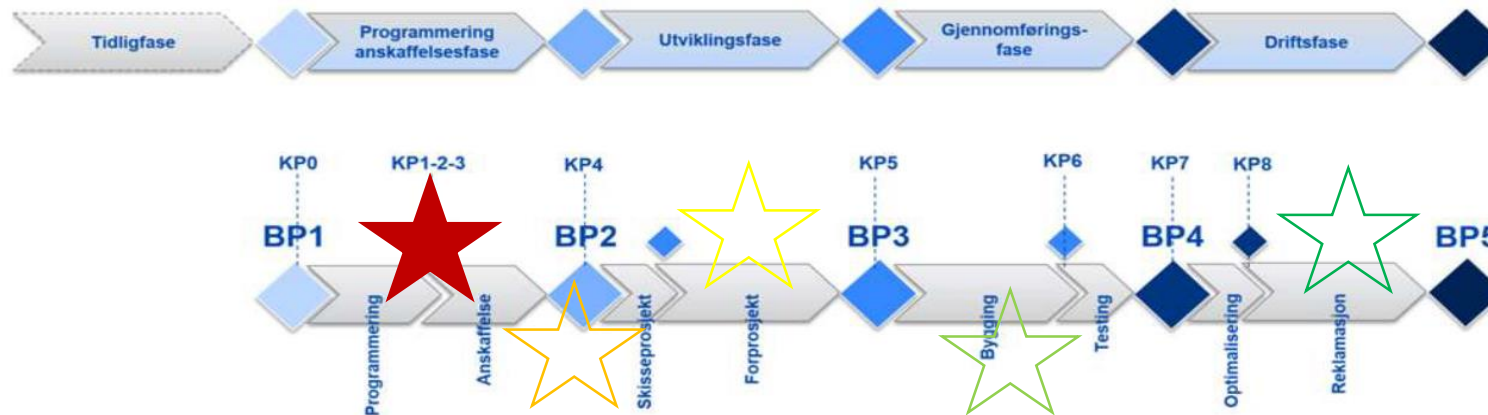 Tidligfase
Programmering
anskaffelsesfase
Utviklingsfase
Gjennomførings-
fase
Driftsfase
KP0
KP1-2-3
KP4
KP5
KP6
KP7
KP8
BP1
BP2
BP3
BP4
BP5
Programmering
Anskaffelse
Skisseprosjekt
Forprosjekt
Bygging
Testing
Optimalisering
Reklamasjon